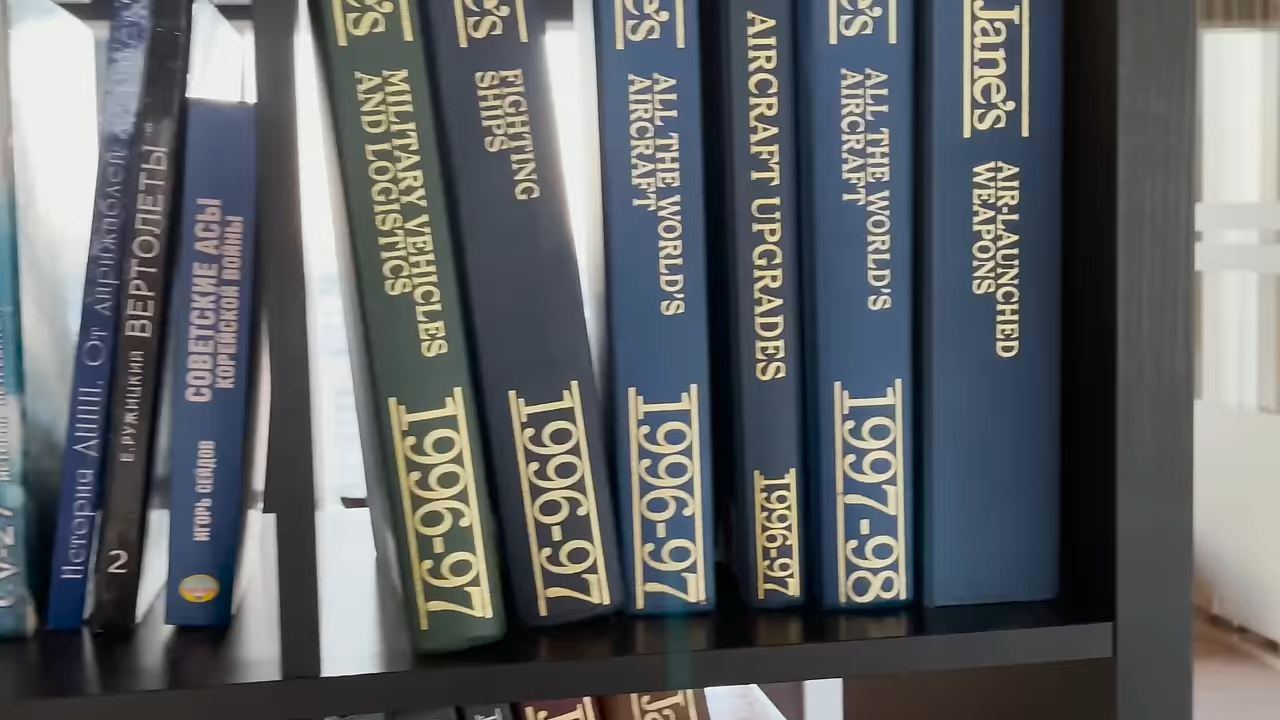 История ЛИИ. От
Е.РУЖИЦКИЙ ВЕРТОЛЕТЫ
2
СОВЕТСКИЕ АСЫ
КОРЕЙСКОЙ ВОЙНЫ
ИГОРЬ СЕЙДОВ
e's
MILITARY VEHICLES
AND LOGISTICS
1996-97
e's
FIGHTING
SHIPS
1996-97
e's
ALL THE WORLD'S
AIRCRAFT
1996-97
AIRCRAFT UPGRADES
1996-97
e's
ALL THE WORLD'S
AIRCRAFT
1997-98
Jane's
AIR-LAUNCHED
WEAPONS